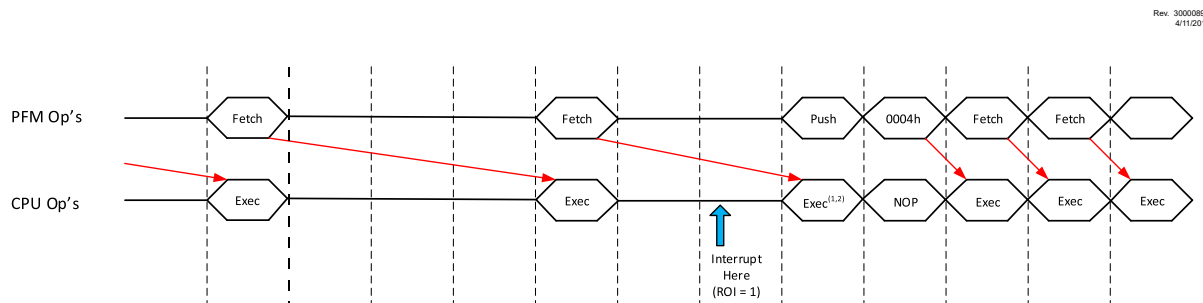 Rev. 3000089
4/11/201
PFM Op's
Fetch
Fetch
Push
0004h
Fetch
Fetch
CPU Op's
Exec
Exec
Exec(1,2)
NOP
Exec
Exec
Exec
Interrupt
Here
(ROI = 1)